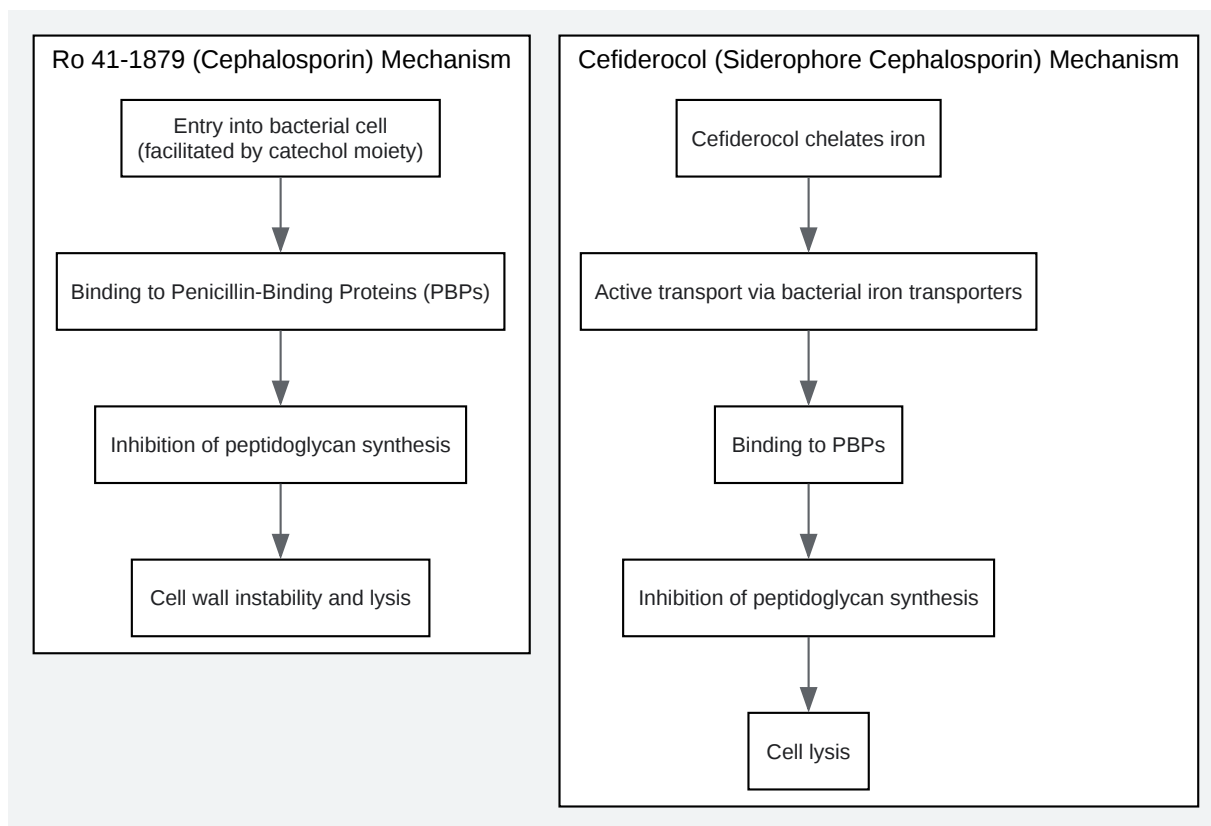 Ro 41-1879 (Cephalosporin) Mechanism
Entry into bacterial cell
(facilitated by catechol moiety)
Binding to Penicillin-Binding Proteins (PBPs)
Inhibition of peptidoglycan synthesis
Cell wall instability and lysis
Cefiderocol (Siderophore Cephalosporin) Mechanism
Cefiderocol chelates iron
Active transport via bacterial iron transporters
Binding to PBPs
Inhibition of peptidoglycan synthesis
Cell lysis